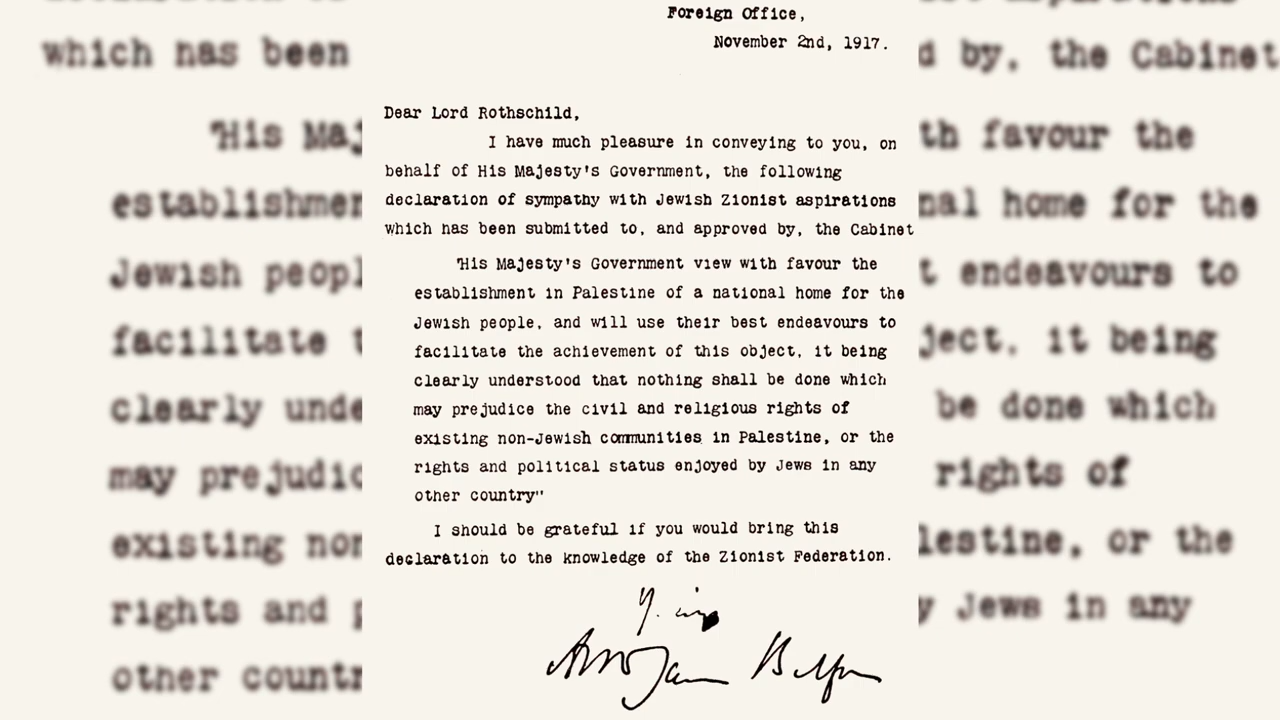 Foreign Office,
November 2nd, 1917.
Dear Lord Rothschild,
I have much pleasure in conveying to you, on
behalf of His Majesty's Government, the following
declaration of sympathy with Jewish Zionist aspirations
which has been submitted to, and approved by, the Cabinet
"His Majesty's Government view with favour the
establishment in Palestine of a national home for the
Jewish people, and will use their best endeavours to
facilitate the achievement of this object, it being
clearly understood that nothing shall be done which
may prejudice the civil and religious rights of
existing non-Jewish communities in Palestine, or the
rights and political status enjoyed by Jews in any
other country"
I should be grateful if you would bring this
declaration to the knowledge of the Zionist Federation.
Arthur James Balfour